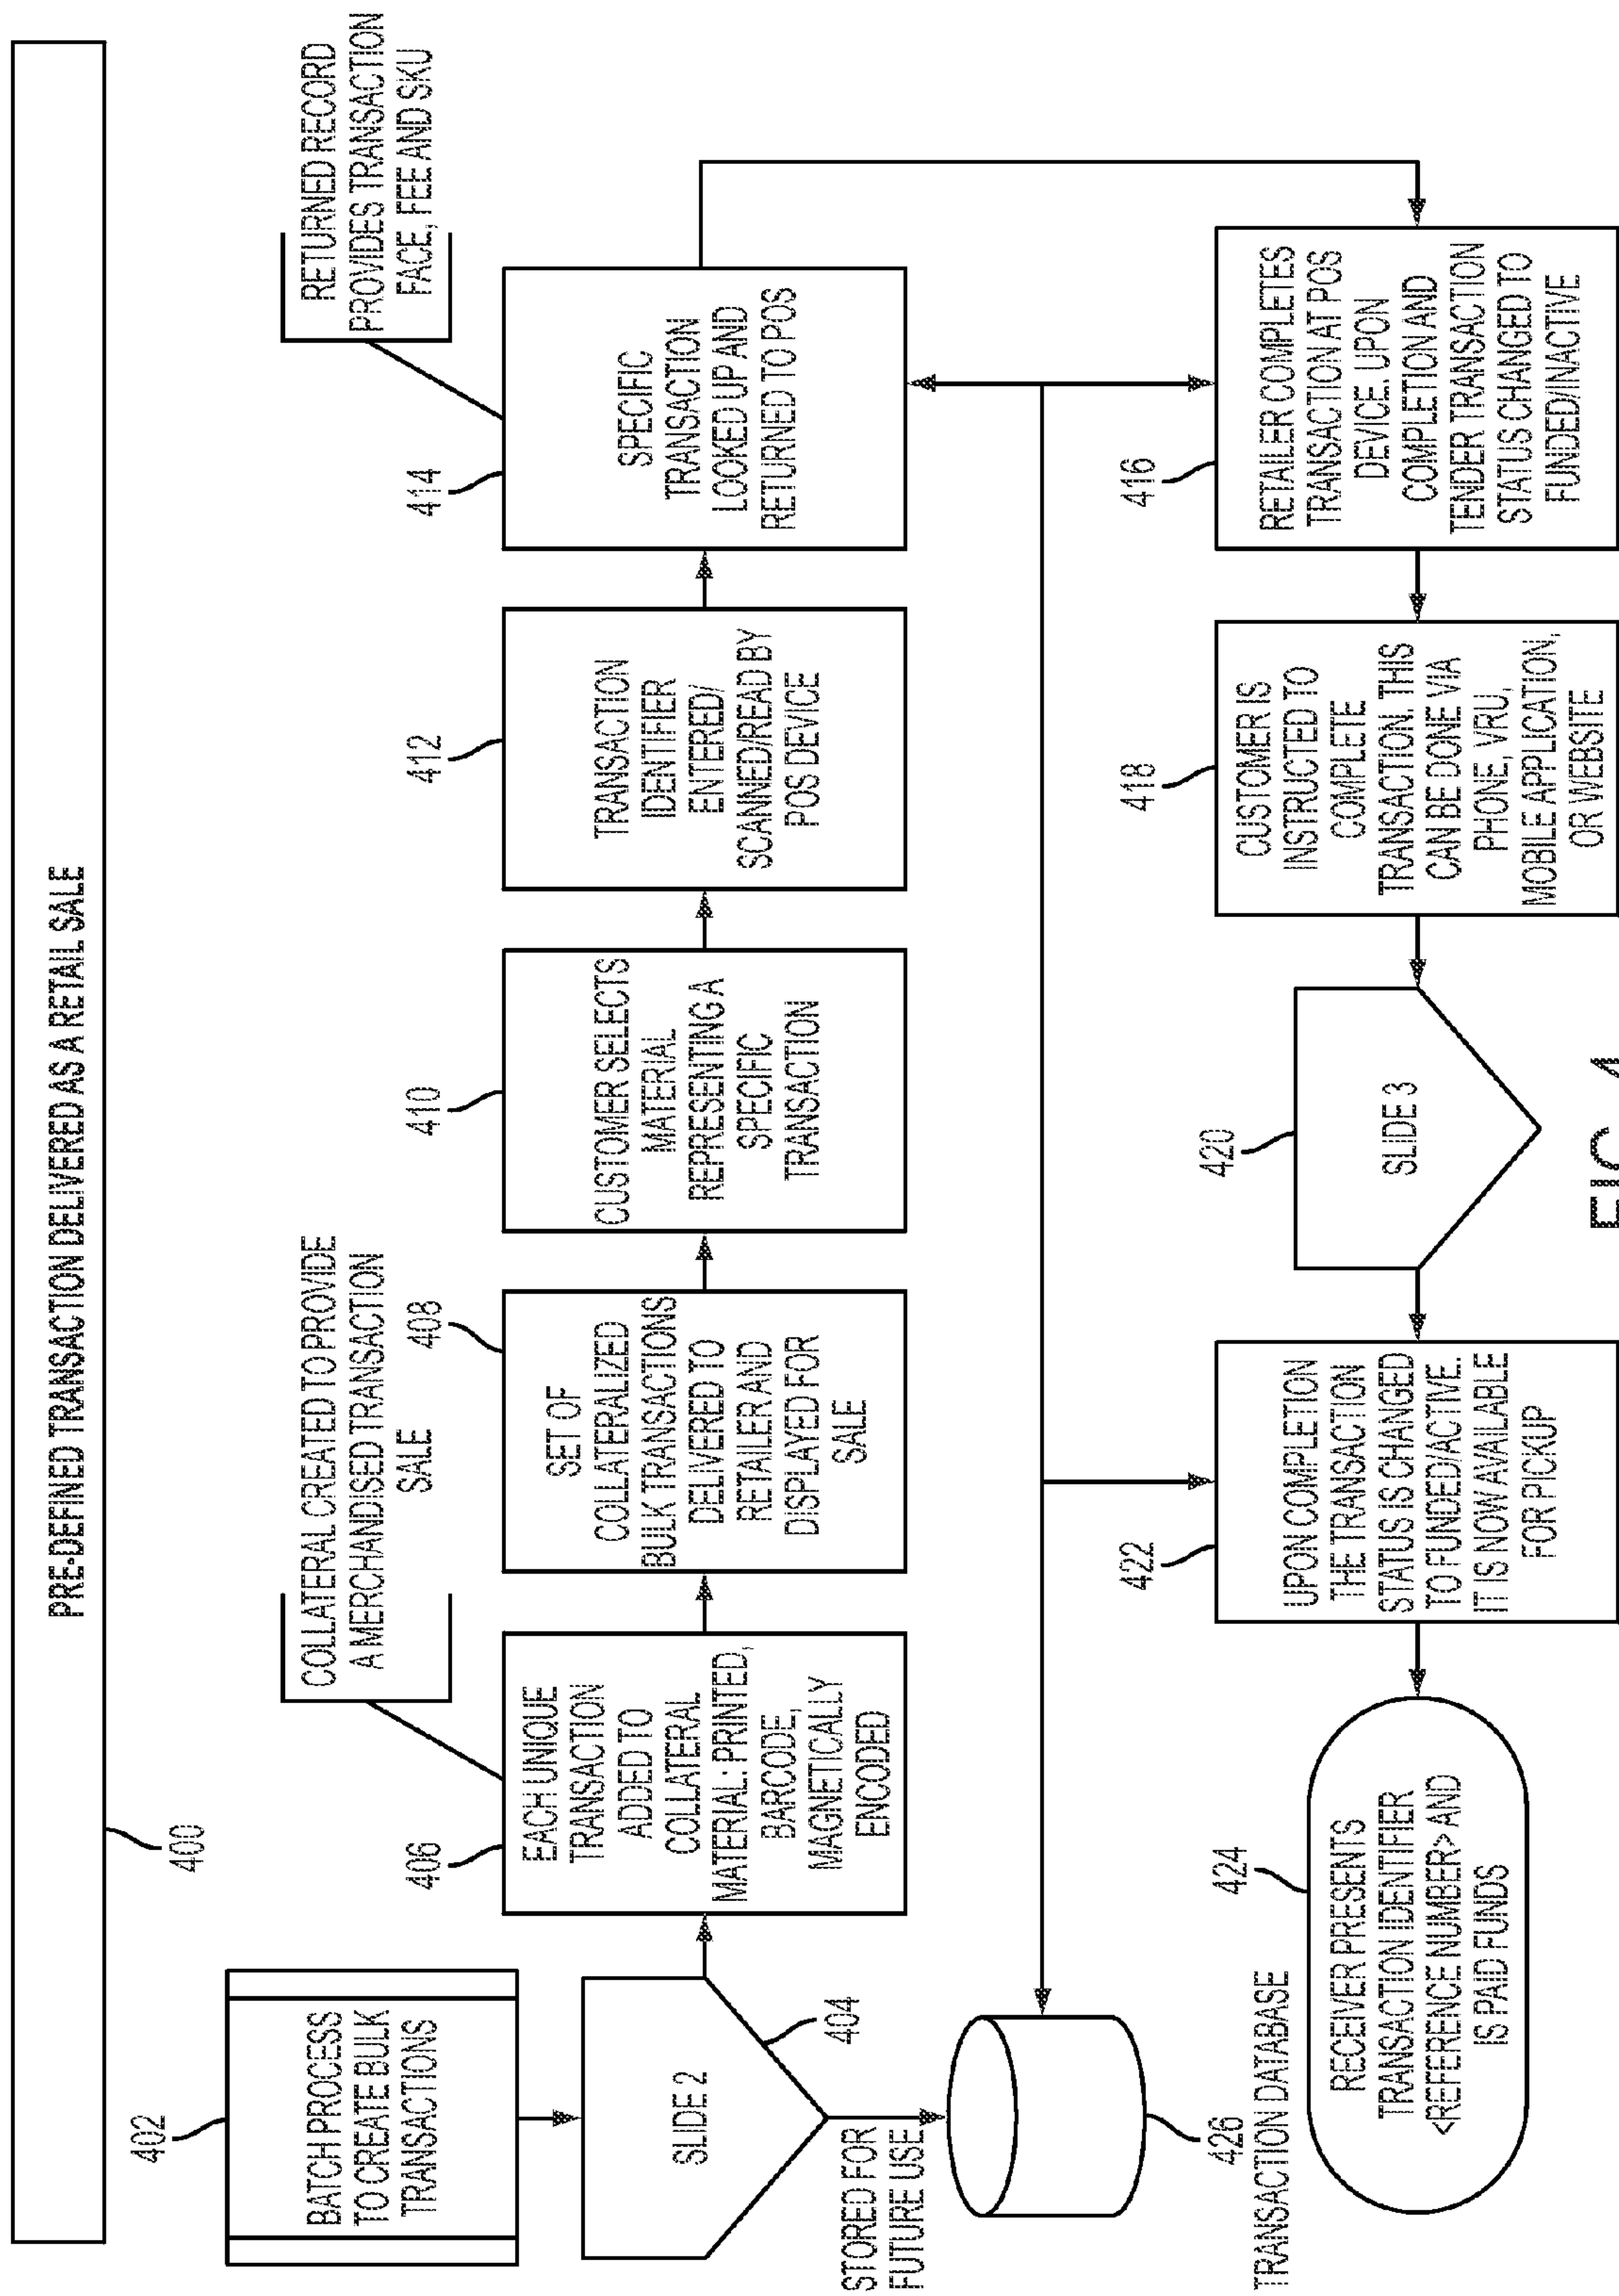 PRE-DEFINED TRANSACTION DELIVERED AS A RETAIL SALE
400
402
BATCH PROCESS
TO CREATE BULK
TRANSACTIONS
SLIDE 2
404
STORED FOR
FUTURE USE
426
TRANSACTION DATABASE
COLLATERAL CREATED TO PROVIDE
A MERCHANDISED TRANSACTION
SALE
406
EACH UNIQUE
TRANSACTION
ADDED TO
COLLATERAL
MATERIAL: PRINTED,
BARCODE,
MAGNETICALLY
ENCODED
408
SET OF
COLLATERALIZED
BULK TRANSACTIONS
DELIVERED TO
RETAILER AND
DISPLAYED FOR
SALE
410
CUSTOMER SELECTS
MATERIAL
REPRESENTING A
SPECIFIC
TRANSACTION
412
TRANSACTION
IDENTIFIER
ENTERED/
SCANNED/READ BY
POS DEVICE
RETURNED RECORD
PROVIDES TRANSACTION
FACE, FEE AND SKU
414
SPECIFIC
TRANSACTION
LOOKED UP AND
RETURNED TO POS
416
RETAILER COMPLETES
TRANSACTION AT POS
DEVICE. UPON
COMPLETION AND
TENDER TRANSACTION
STATUS CHANGED TO
FUNDED/INACTIVE
418
CUSTOMER IS
INSTRUCTED TO
COMPLETE
TRANSACTION. THIS
CAN BE DONE VIA
PHONE, VRU,
MOBILE APPLICATION,
OR WEBSITE
420
SLIDE 3
422
UPON COMPLETION
THE TRANSACTION
STATUS IS CHANGED
TO FUNDED/ACTIVE.
IT IS NOW AVAILABLE
FOR PICKUP
424
RECEIVER PRESENTS
TRANSACTION IDENTIFIER
<REFERENCE NUMBER> AND
IS PAID FUNDS
FIG. 4